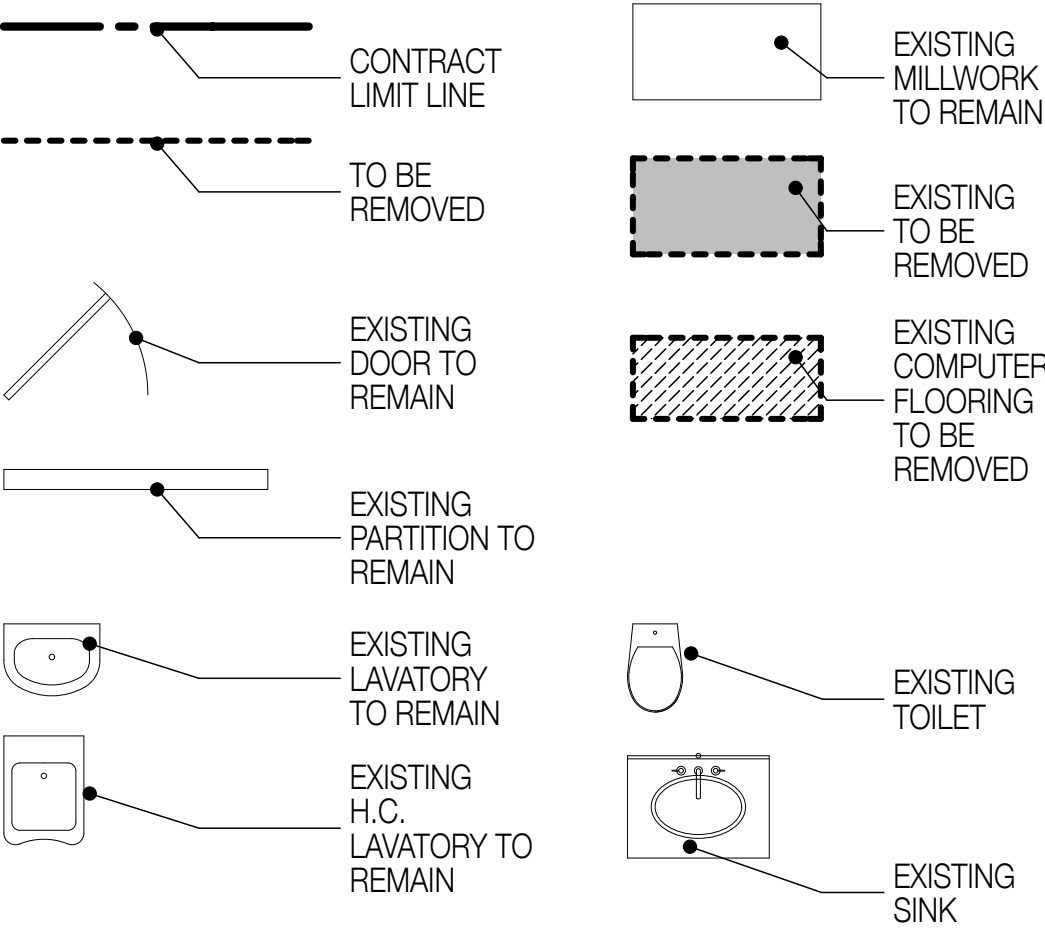 CONTRACT
LIMIT LINE
TO BE
REMOVED
EXISTING
DOOR TO
REMAIN
EXISTING
PARTITION TO
REMAIN
EXISTING
LAVATORY
TO REMAIN
EXISTING
H.C.
LAVATORY TO
REMAIN
EXISTING
MILLWORK
TO REMAIN
EXISTING
TO BE
REMOVED
EXISTING
COMPUTER
FLOORING
TO BE
REMOVED
EXISTING
TOILET
EXISTING
SINK